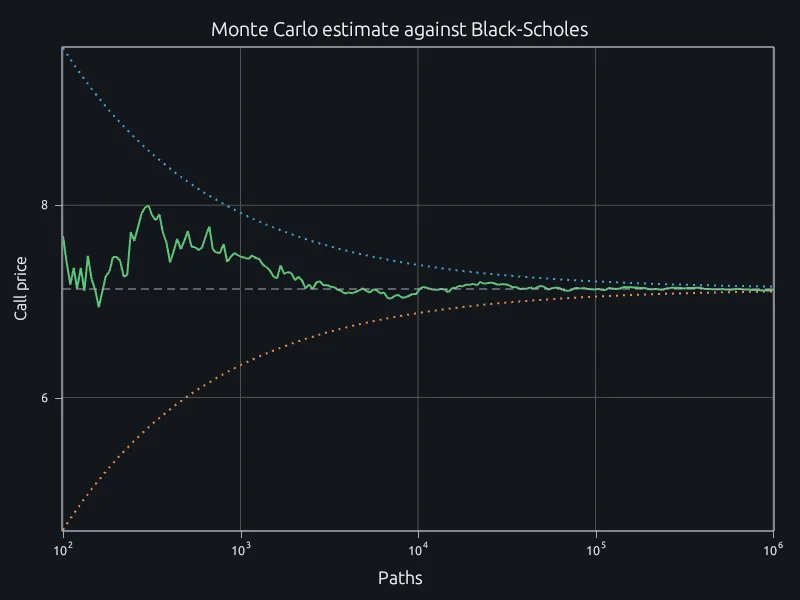 Monte Carlo estimate against Black-Scholes
8
6
Call price
10² 10³ 10⁴ 10⁵ 10⁶
Paths